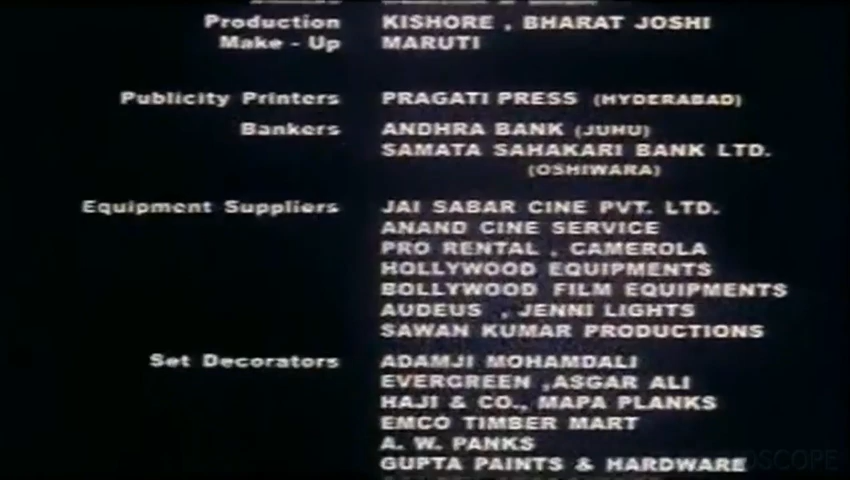 Production KISHORE , BHARAT JOSHI
Make - Up MARUTI
Publicity Printers PRAGATI PRESS (HYDERABAD)
Bankers ANDHRA BANK (JUHU)
SAMATA SAHAKARI BANK LTD.
(OSHIWARA)
Equipment Suppliers JAI SABAR CINE PVT. LTD.
ANAND CINE SERVICE
PRO RENTAL , CAMEROLA
HOLLYWOOD EQUIPMENTS
BOLLYWOOD FILM EQUIPMENTS
AUDEUS , JENNI LIGHTS
SAWAN KUMAR PRODUCTIONS
Set Decorators ADAMJI MOHAMDALI
EVERGREEN ,ASGAR ALI
HAJI & CO., MAPA PLANKS
EMCO TIMBER MART
A. W. PANKS
GUPTA PAINTS & HARDWARE